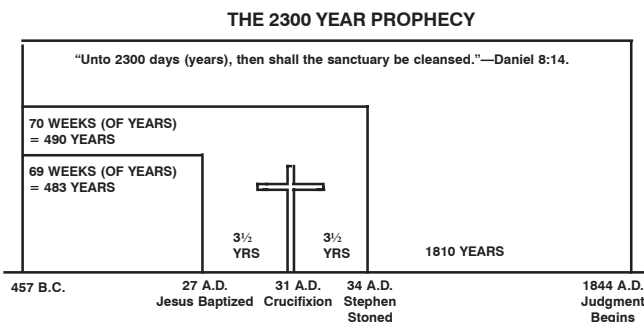 THE 2300 YEAR PROPHECY
“Unto 2300 days (years), then shall the sanctuary be cleansed.”—Daniel 8:14.
70 WEEKS (OF YEARS)
= 490 YEARS
69 WEEKS (OF YEARS)
= 483 YEARS
3½
YRS
3½
YRS
1810 YEARS
457 B.C.
27 A.D.
Jesus Baptized
31 A.D.
Crucifixion
34 A.D.
Stephen
Stoned
1844 A.D.
Judgment
Begins